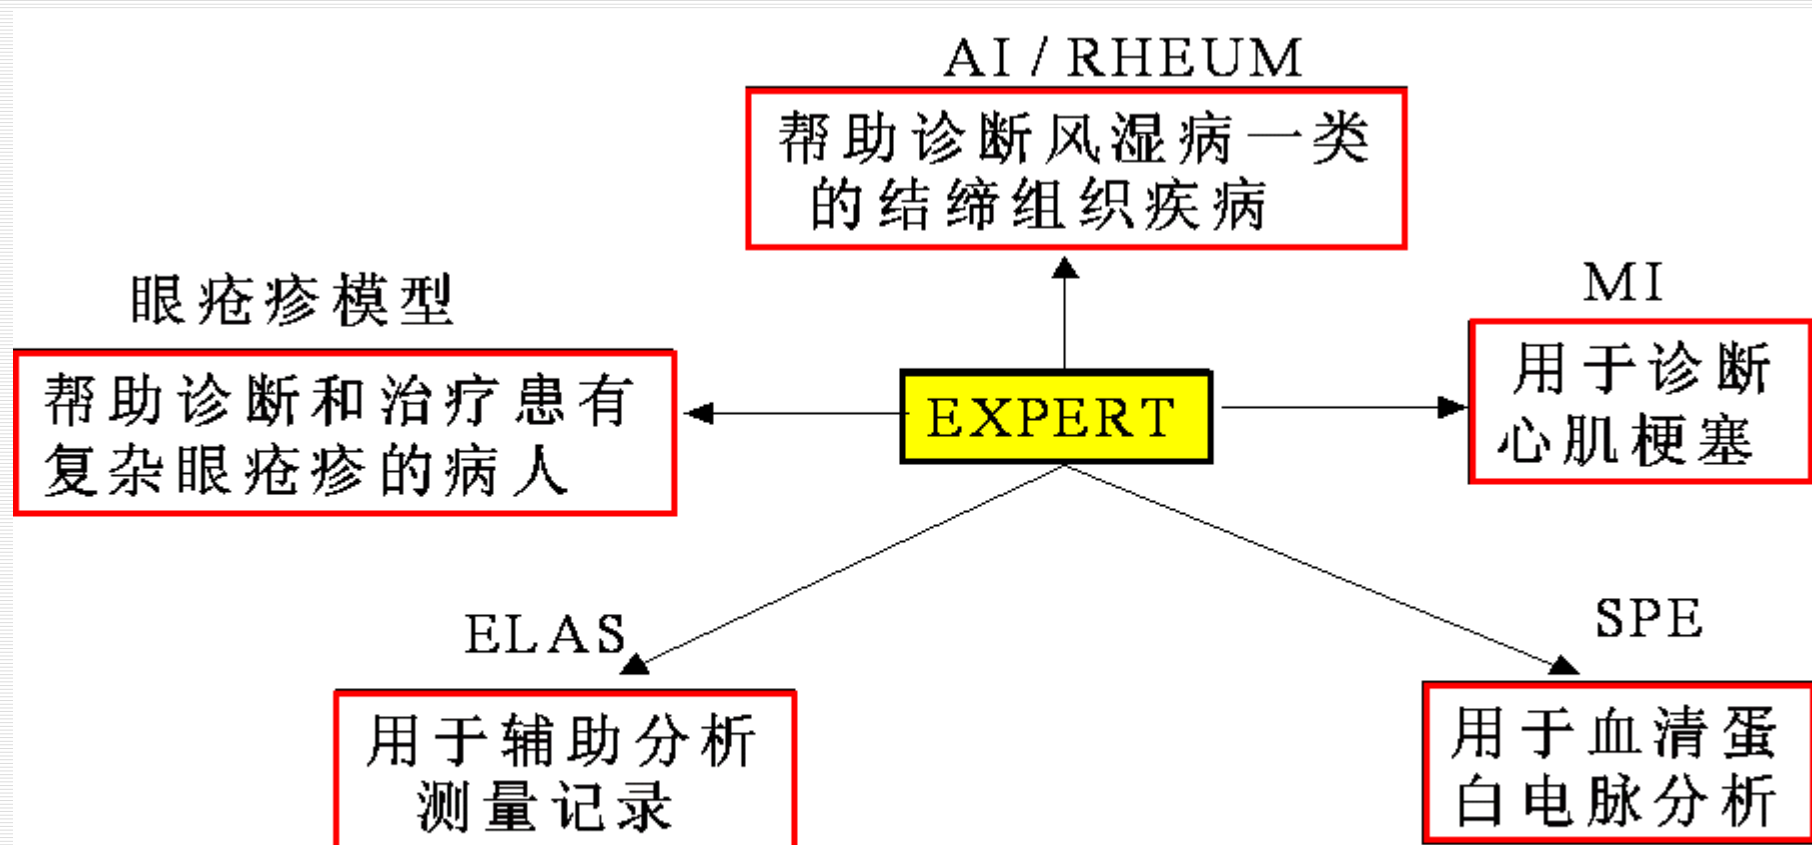 AI / RHEUM
帮助诊断风湿病一类
的结缔组织疾病
眼疮疹模型
帮助诊断和治疗患有
复杂眼疮疹的病人
MI
用于诊断
心肌梗塞
EXPERT
ELAS
用于辅助分析
测量记录
SPE
用于血清蛋
白电脉分析